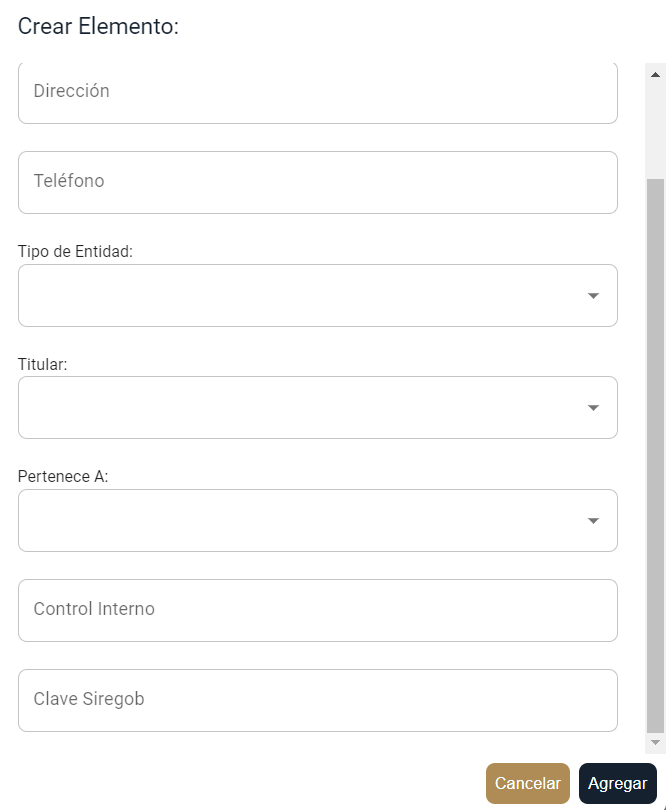 Crear Elemento:
Dirección
Teléfono
Tipo de Entidad:
Titular:
Pertenece A:
Control Interno
Clave Siregob
Cancelar
Agregar